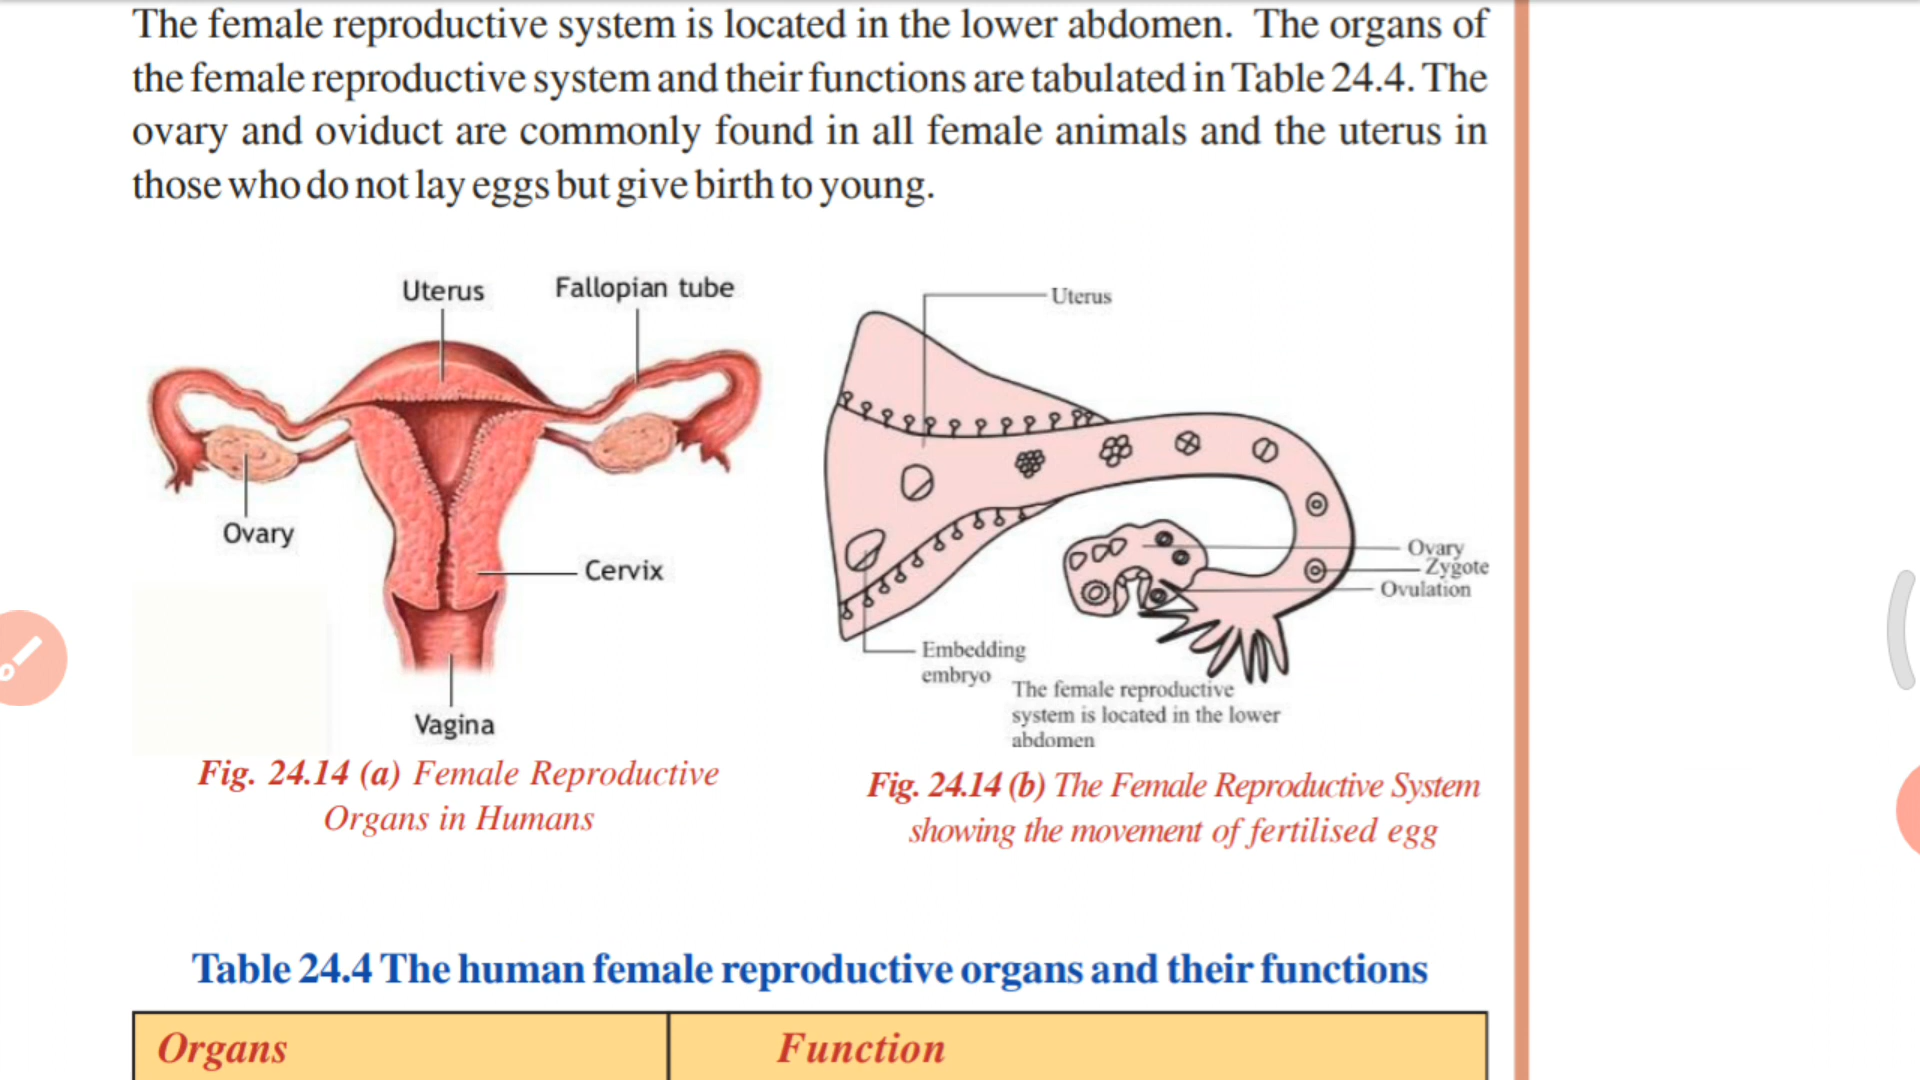 The female reproductive system is located in the lower abdomen. The organs of
the female reproductive system and their functions are tabulated in Table 24.4. The
ovary and oviduct are commonly found in all female animals and the uterus in
those who do not lay eggs but give birth to young.
Uterus
Fallopian tube
Ovary
Cervix
Vagina
Fig. 24.14 (a) Female Reproductive
Organs in Humans
Uterus
Ovary
Zygote
Ovulation
Embedding
embryo
The female reproductive
system is located in the lower
abdomen
Fig. 24.14 (b) The Female Reproductive System
showing the movement of fertilised egg
Table 24.4 The human female reproductive organs and their functions
Organs
Function